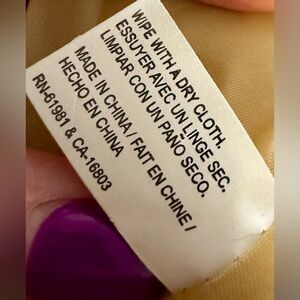 WIPE WITH A DRY CLOTH.
ESSUYER AVEC UN LINGE SEC.
LIMPIAR CON UN PAÑO SECO.
MADE IN CHINA / FAIT EN CHINE /
HECHO EN CHINA
RN-61981 & CA-16803